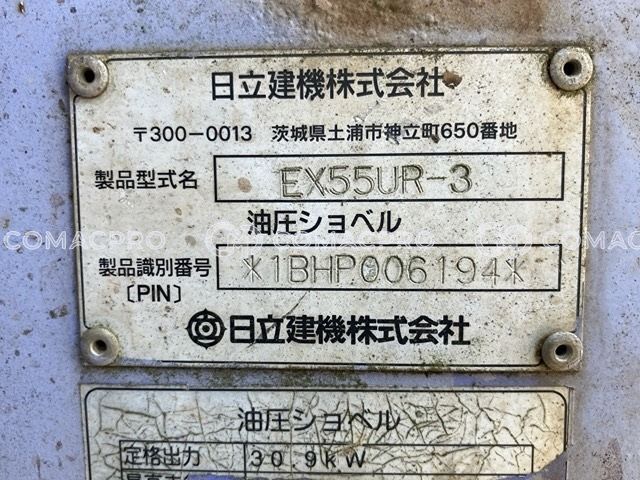 日立建機株式会社
〒300-0013 茨城県土浦市神立町650番地
製品型式名 EX55UR-3
油圧ショベル
製品識別番号 *1BHP006194*
〔PIN〕
日立建機株式会社
COMACPRO COMACPRO COMACPRO
油圧ショベル
定格出力 30.9kW